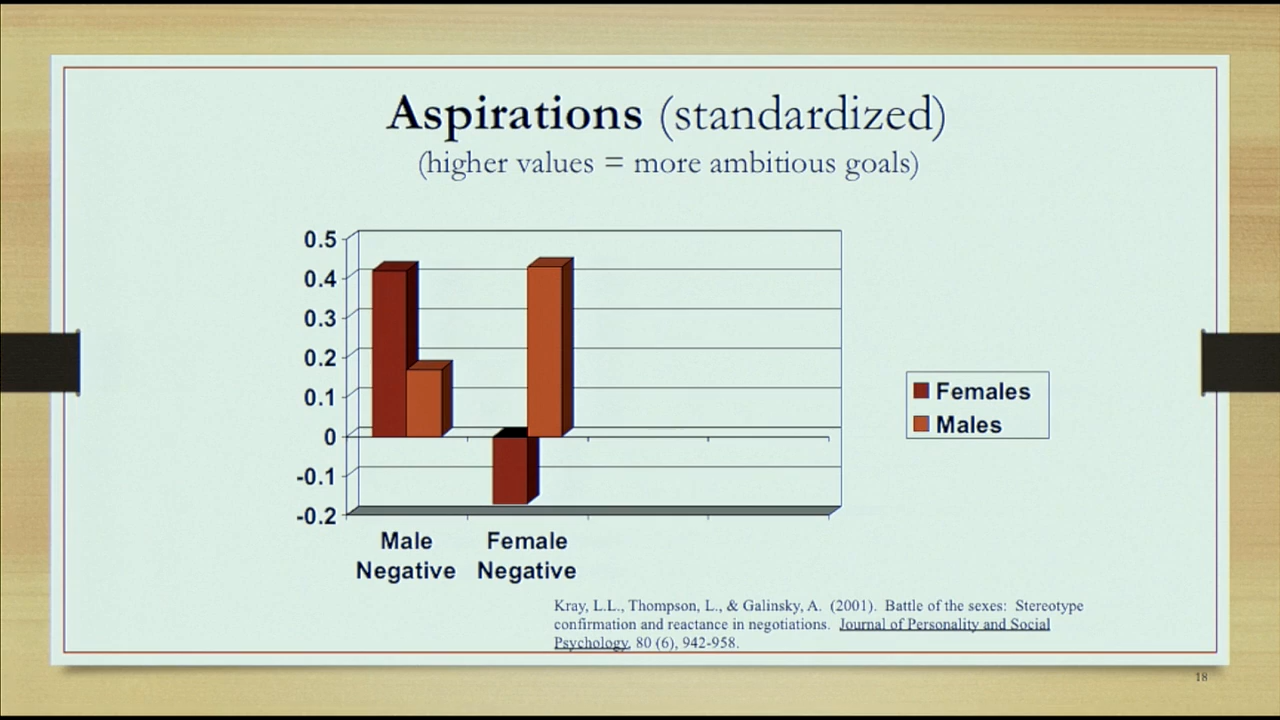 Aspirations (standardized)
(higher values = more ambitious goals)
0.5
0.4
0.3
0.2
0.1
0
-0.1
-0.2
Male
Negative
Female
Negative
Females
Males
Kray, L.L., Thompson, L., & Galinsky, A. (2001). Battle of the sexes: Stereotype
confirmation and reactance in negotiations. Journal of Personality and Social
Psychology, 80 (6), 942-958.
18